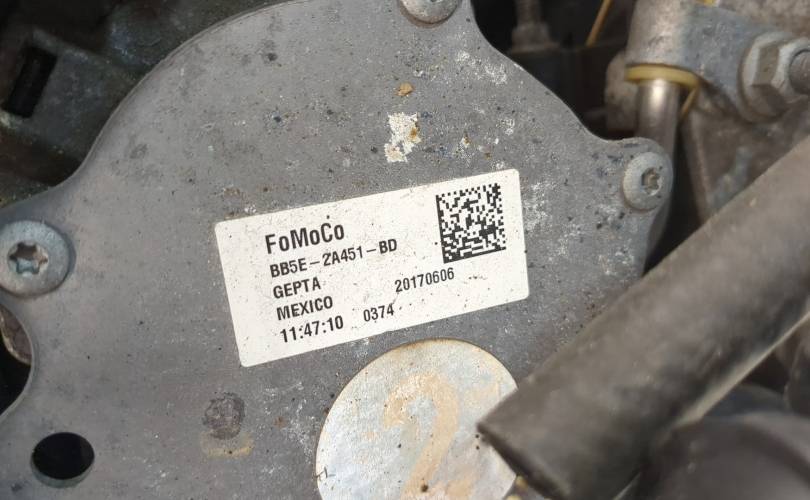 FoMoCo
BB5E-2A451-BD
GEPTA 20170606
MEXICO
11:47:10 0374
2